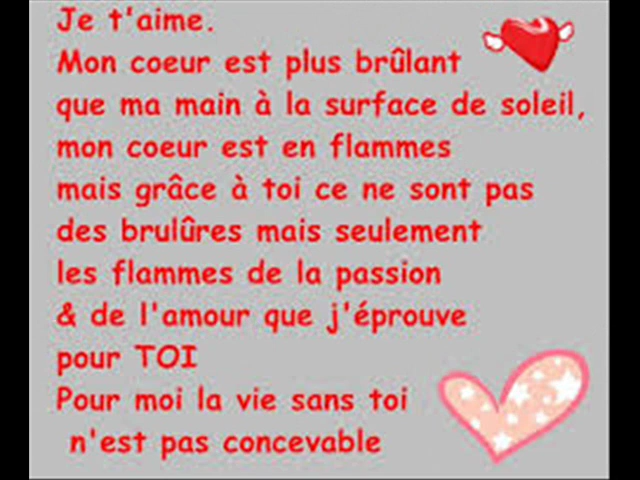 Je t'aime.
Mon coeur est plus brûlant
que ma main à la surface de soleil,
mon coeur est en flammes
mais grâce à toi ce ne sont pas
des brulûres mais seulement
les flammes de la passion
& de l'amour que j'éprouve
pour TOI
Pour moi la vie sans toi
n'est pas concevable